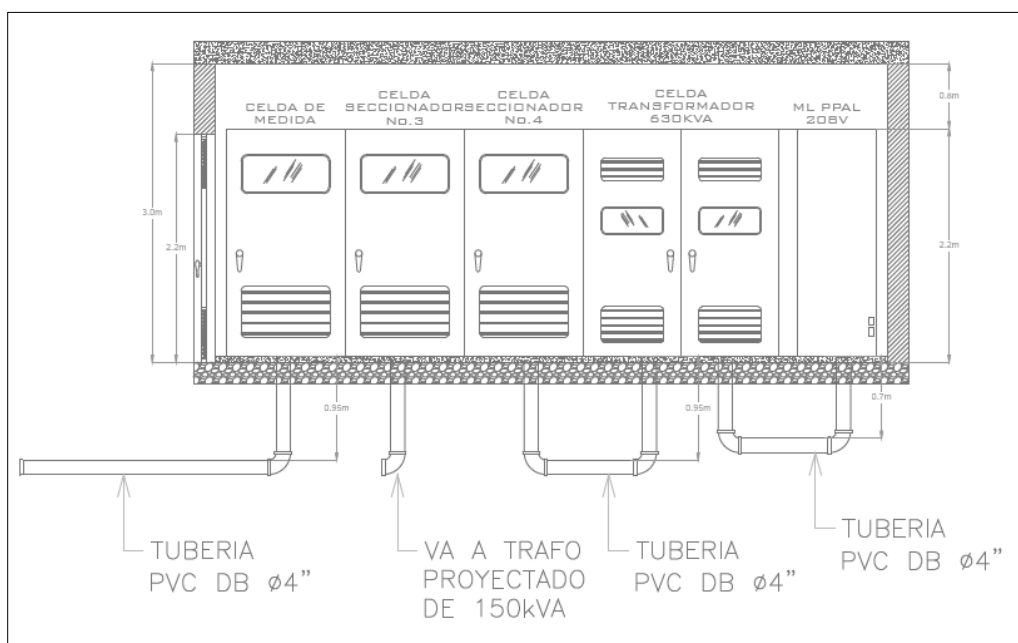 CELDA DE
MEDIDA
CELDA
SECCIONADOR
No.3
CELDA
SECCIONADOR
No.4
CELDA
TRANSFORMADOR
630KVA
ML PPAL
208V
3.0m
2.2m
0.8m
2.2m
0.95m
0.95m
0.7m
TUBERIA
PVC DB ø4”
VA A TRAFO
PROYECTADO
DE 150kVA
TUBERIA
PVC DB ø4”
TUBERIA
PVC DB ø4”